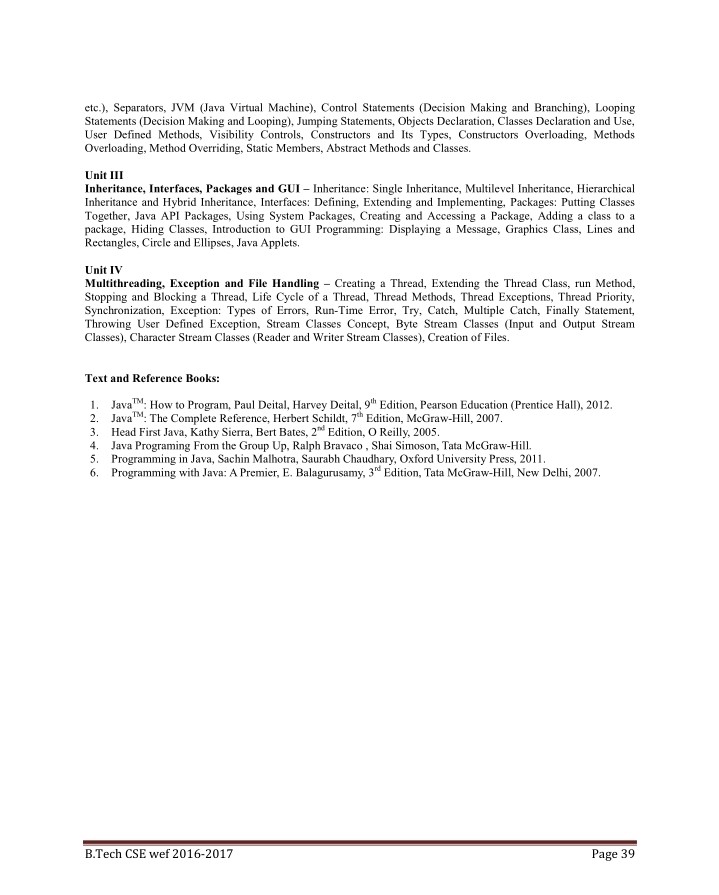 etc.), Separators, JVM (Java Virtual Machine), Control Statements (Decision Making and Branching), Looping
Statements (Decision Making and Looping), Jumping Statements, Objects Declaration, Classes Declaration and Use,
User Defined Methods, Visibility Controls, Constructors and Its Types, Constructors Overloading, Methods
Overloading, Method Overriding, Static Members, Abstract Methods and Classes.
Unit III
Inheritance, Interfaces, Packages and GUI – Inheritance: Single Inheritance, Multilevel Inheritance, Hierarchical
Inheritance and Hybrid Inheritance, Interfaces: Defining, Extending and Implementing, Packages: Putting Classes
Together, Java API Packages, Using System Packages, Creating and Accessing a Package, Adding a class to a
package, Hiding Classes, Introduction to GUI Programming: Displaying a Message, Graphics Class, Lines and
Rectangles, Circle and Ellipses, Java Applets.
Unit IV
Multithreading, Exception and File Handling – Creating a Thread, Extending the Thread Class, run Method,
Stopping and Blocking a Thread, Life Cycle of a Thread, Thread Methods, Thread Exceptions, Thread Priority,
Synchronization, Exception: Types of Errors, Run-Time Error, Try, Catch, Multiple Catch, Finally Statement,
Throwing User Defined Exception, Stream Classes Concept, Byte Stream Classes (Input and Output Stream
Classes), Character Stream Classes (Reader and Writer Stream Classes), Creation of Files.
Text and Reference Books:
1. Java™: How to Program, Paul Deital, Harvey Deital, 9th Edition, Pearson Education (Prentice Hall), 2012.
2. Java™: The Complete Reference, Herbert Schildt, 7th Edition, McGraw-Hill, 2007.
3. Head First Java, Kathy Sierra, Bert Bates, 2nd Edition, O Reilly, 2005.
4. Java Programing From the Group Up, Ralph Bravaco , Shai Simoson, Tata McGraw-Hill.
5. Programming in Java, Sachin Malhotra, Saurabh Chaudhary, Oxford University Press, 2011.
6. Programming with Java: A Premier, E. Balagurusamy, 3rd Edition, Tata McGraw-Hill, New Delhi, 2007.
B.Tech CSE wef 2016-2017 Page 39